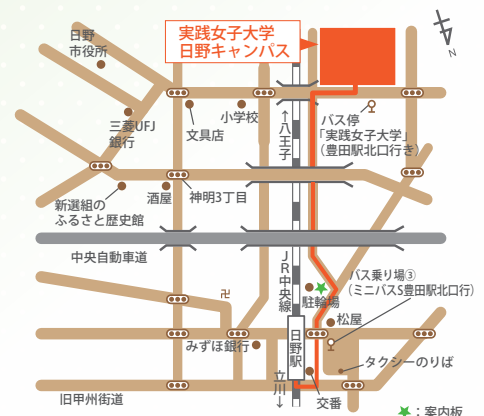 日野
市役所
実践女子大学
日野キャンパス
N
三菱UFJ
銀行
文具店
小学校
↑八王子
バス停
「実践女子大学」
（豊田駅北口行き）
新選組の
ふるさと歴史館
酒屋
神明3丁目
中央自動車道
JR中央線
バス乗り場③
（ミニバスS豊田駅北口行）
駐輪場
卍
松屋
みずほ銀行
日野駅
タクシーのりば
立川→
交番
旧甲州街道
★：案内板